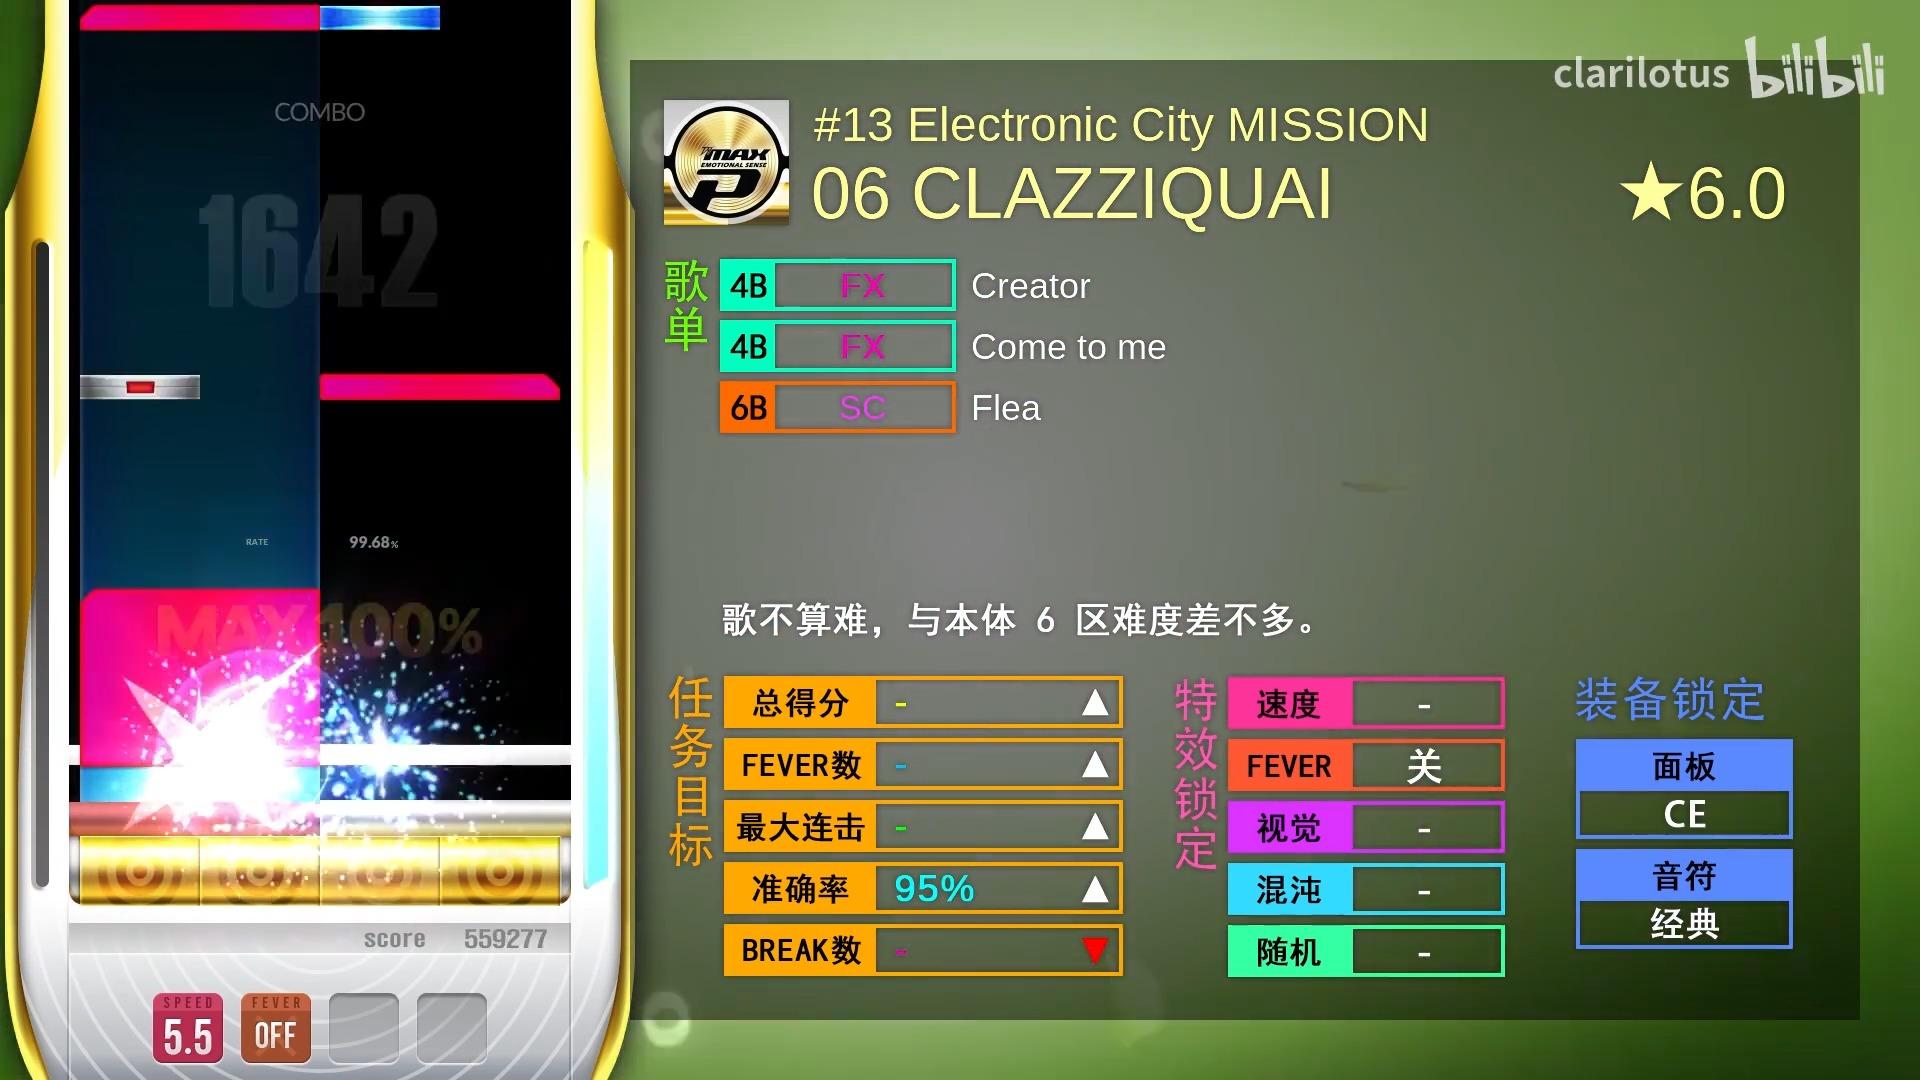 clarilotus bilibili
COMBO
1642
RATE 99.68%
MAX 100%
score 559277
SPEED
5.5
FEVER
OFF
MAX
EMOTIONAL SENSE
P
#13 Electronic City MISSION
06 CLAZZIQUAI
★6.0
歌单
4B FX Creator
4B FX Come to me
6B SC Flea
歌不算难，与本体 6 区难度差不多。
任务目标
总得分 - ▲
FEVER数 - ▲
最大连击 - ▲
准确率 95% ▲
BREAK数 - ▼
特效锁定
速度 -
FEVER 关
视觉 -
混沌 -
随机 -
装备锁定
面板
CE
音符
经典